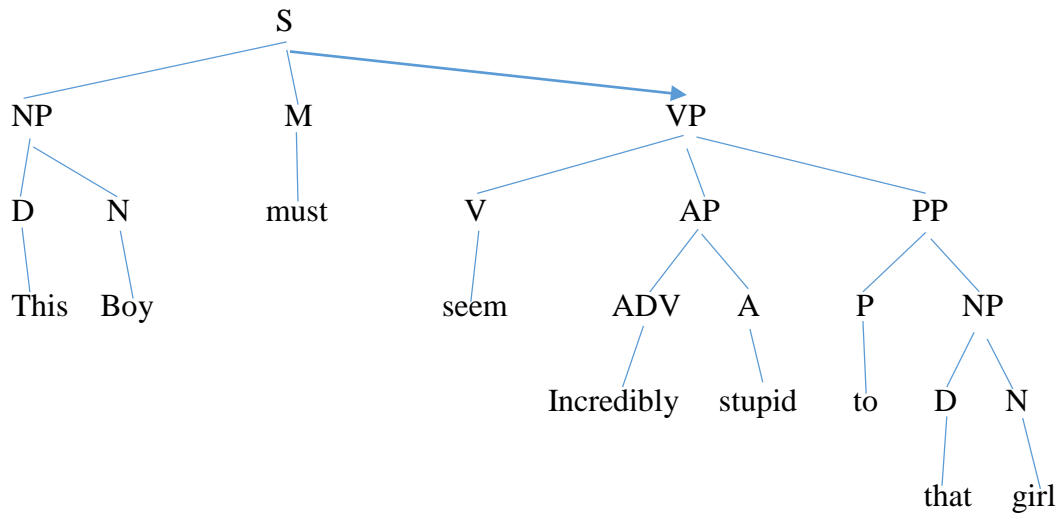 S
NP M VP
D N must V AP PP
This Boy seem ADV A P NP
Incredibly stupid to D N
that girl